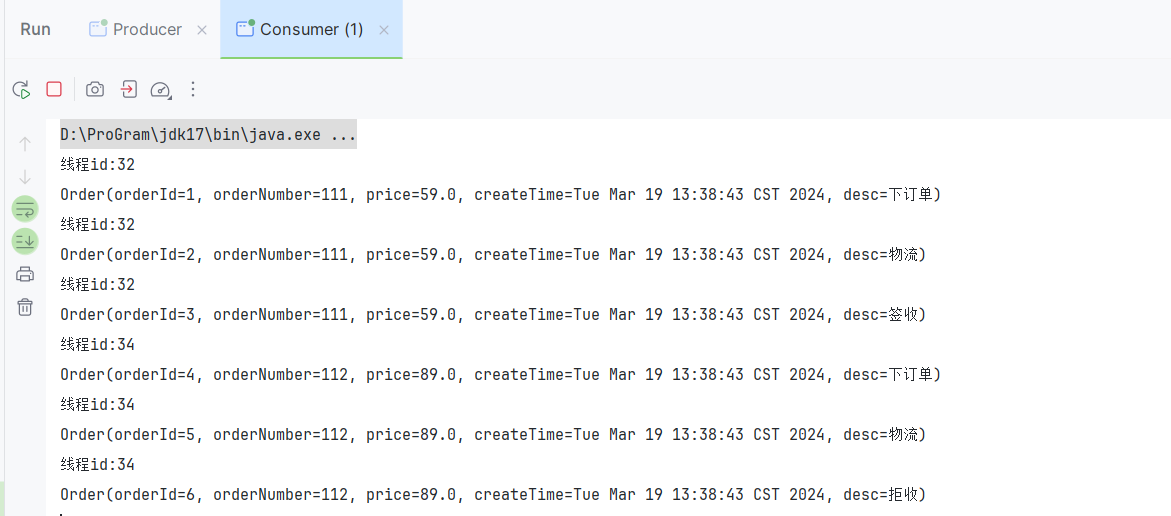 Run Producer Consumer (1)
D:\ProGram\jdk17\bin\java.exe ...
线程id:32
Order(orderId=1, orderNumber=111, price=59.0, createTime=Tue Mar 19 13:38:43 CST 2024, desc=下订单)
线程id:32
Order(orderId=2, orderNumber=111, price=59.0, createTime=Tue Mar 19 13:38:43 CST 2024, desc=物流)
线程id:32
Order(orderId=3, orderNumber=111, price=59.0, createTime=Tue Mar 19 13:38:43 CST 2024, desc=签收)
线程id:34
Order(orderId=4, orderNumber=112, price=89.0, createTime=Tue Mar 19 13:38:43 CST 2024, desc=下订单)
线程id:34
Order(orderId=5, orderNumber=112, price=89.0, createTime=Tue Mar 19 13:38:43 CST 2024, desc=物流)
线程id:34
Order(orderId=6, orderNumber=112, price=89.0, createTime=Tue Mar 19 13:38:43 CST 2024, desc=拒收)